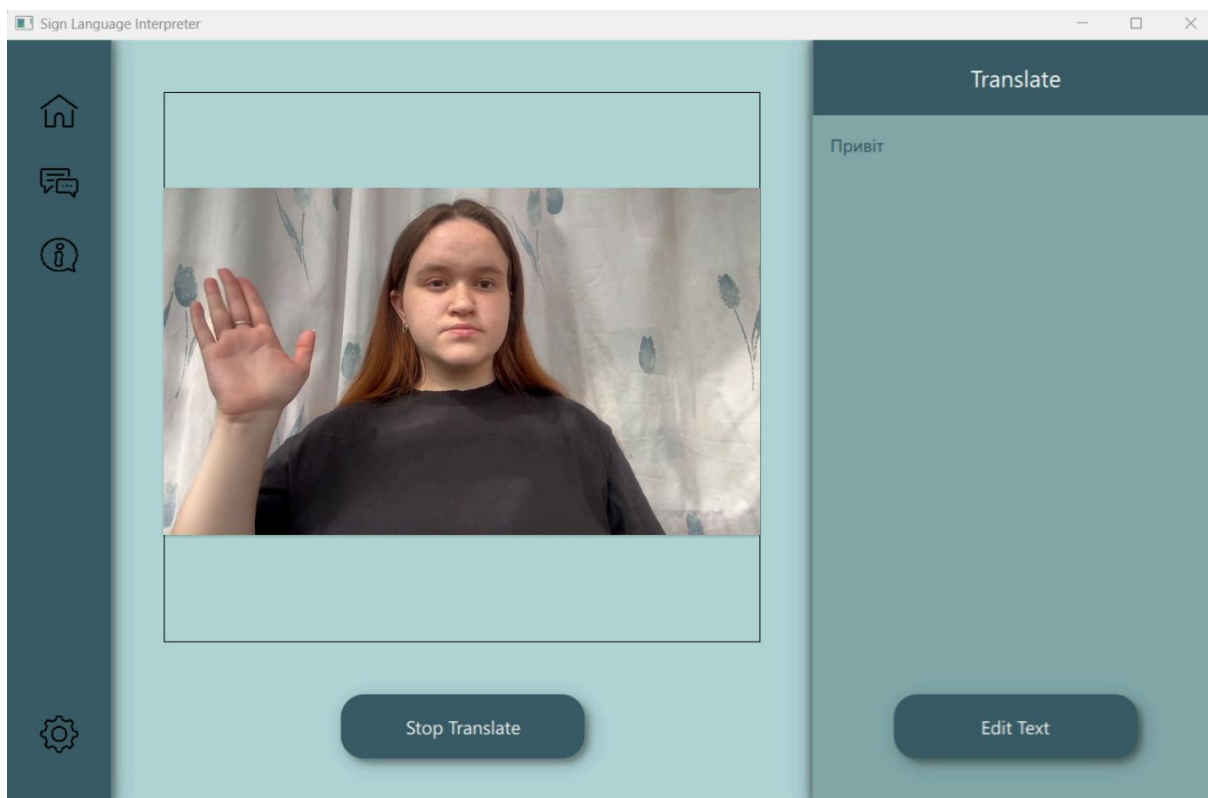 Sign Language Interpreter
Translate
Привіт
Stop Translate
Edit Text